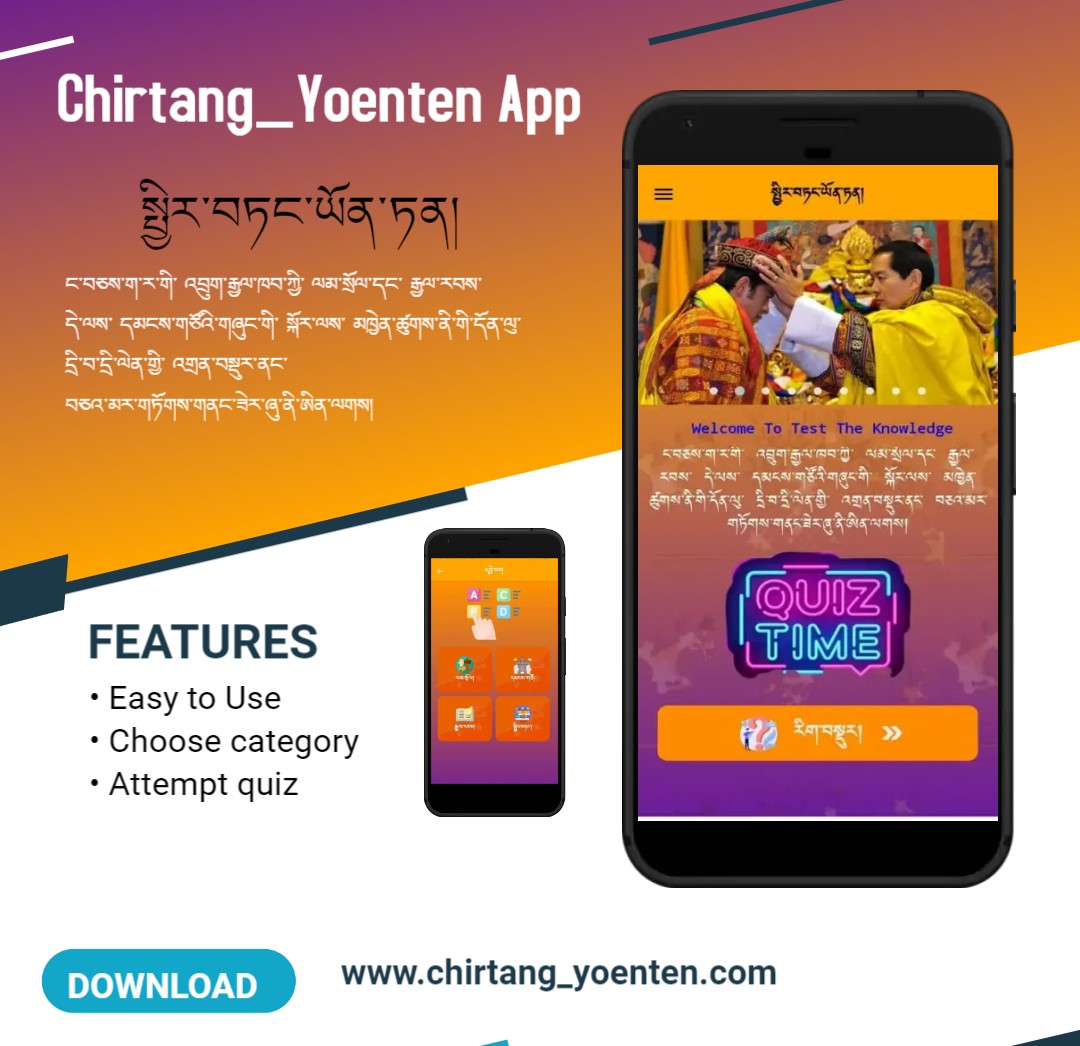 Chirtang_Yoenten App
སྤྱིར་བཏང་ཡོན་ཏན།
ང་བཅས་ག་ར་གི་ འབྲུག་རྒྱལ་ཁབ་ཀྱི་ ལམ་སྲོལ་དང་ རྒྱལ་རབས་
དེ་ལས་ དམངས་གཙོའི་གཞུང་གི་ སྐོར་ལས་ མཁྱེན་ཚུགས་ནི་གི་དོན་ལུ་
དྲི་བ་དྲི་ལེན་གྱི་ འགྲན་བསྡུར་ནང་
བཅའ་མར་གཏོགས་གནང་ཟེར་ཞུ་ནི་ཨིན་ལགས།
སྤྱིར་བཏང་ཡོན་ཏན།
Welcome To Test The Knowledge
ང་བཅས་ག་ར་གི་ འབྲུག་རྒྱལ་ཁབ་ཀྱི་ ལམ་སྲོལ་དང་ རྒྱལ་
རབས་ དེ་ལས་ དམངས་གཙོའི་གཞུང་གི་ སྐོར་ལས་ མཁྱེན་
ཚུགས་ནི་གི་དོན་ལུ་ དྲི་བ་དྲི་ལེན་གྱི་ འགྲན་བསྡུར་ནང་ བཅའ་མར་
གཏོགས་གནང་ཟེར་ཞུ་ནི་ཨིན་ལགས།
QUIZ
TIME
རིག་བསྡུར། »
A C
D
FEATURES
• Easy to Use
• Choose category
• Attempt quiz
DOWNLOAD
www.chirtang_yoenten.com